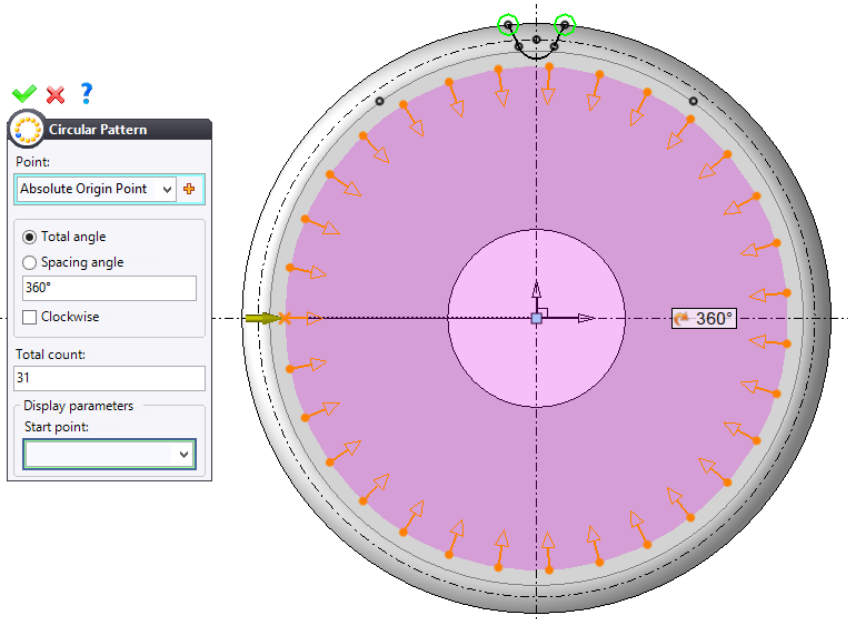 ?
Circular Pattern
Point:
Absolute Origin Point
Total angle
Spacing angle
360°
Clockwise
Total count:
31
Display parameters
Start point:
360°